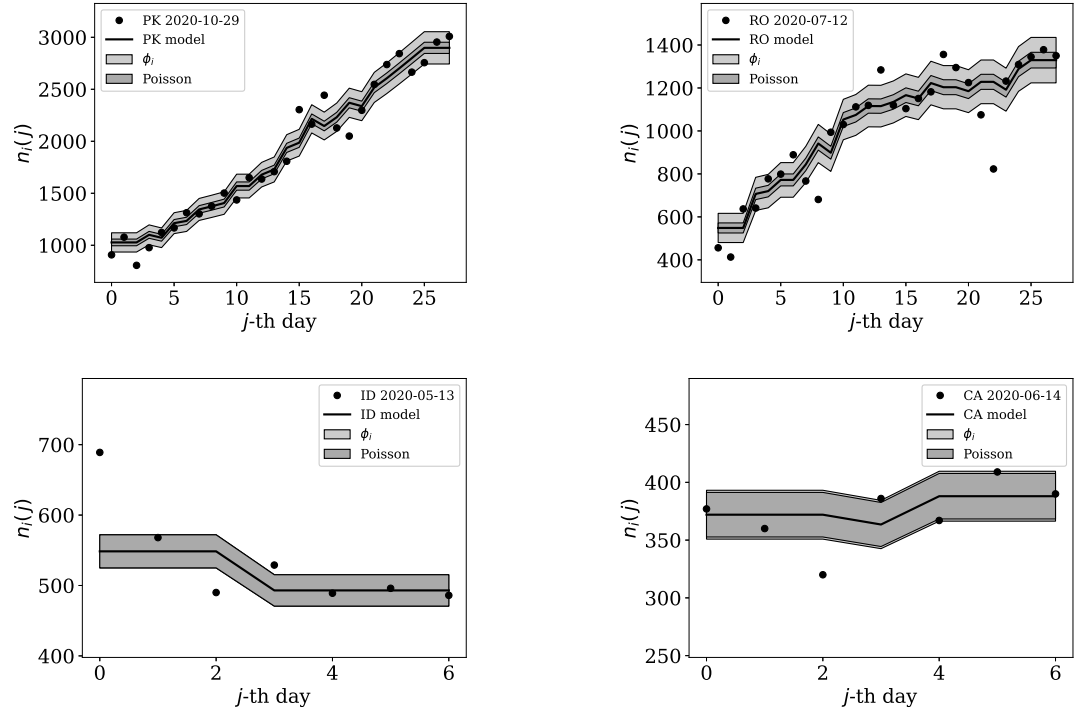 PK 2020-10-29
PK model
ϕi
Poisson
3000
2500
2000
1500
1000
ni(j)
0 5 10 15 20 25
j-th day
RO 2020-07-12
RO model
ϕi
Poisson
1400
1200
1000
800
600
400
ni(j)
0 5 10 15 20 25
j-th day
ID 2020-05-13
ID model
ϕi
Poisson
700
600
500
400
ni(j)
0 2 4 6
j-th day
CA 2020-06-14
CA model
ϕi
Poisson
450
400
350
300
250
ni(j)
0 2 4 6
j-th day